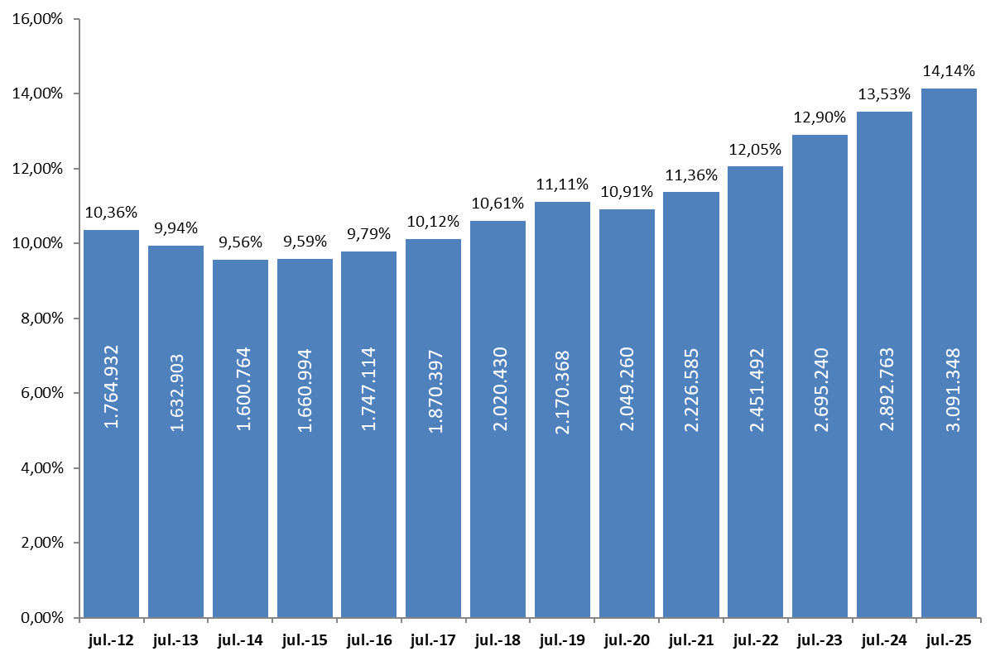 16,00%
14,00%
12,00%
10,00%
8,00%
6,00%
4,00%
2,00%
0,00%
10,36%
9,94%
9,56%
9,59%
9,79%
10,12%
10,61%
11,11%
10,91%
11,36%
12,05%
12,90%
13,53%
14,14%
1.764.932
1.632.903
1.600.764
1.660.994
1.747.114
1.870.397
2.020.430
2.170.368
2.049.260
2.226.585
2.451.492
2.695.240
2.892.763
3.091.348
jul.-12
jul.-13
jul.-14
jul.-15
jul.-16
jul.-17
jul.-18
jul.-19
jul.-20
jul.-21
jul.-22
jul.-23
jul.-24
jul.-25